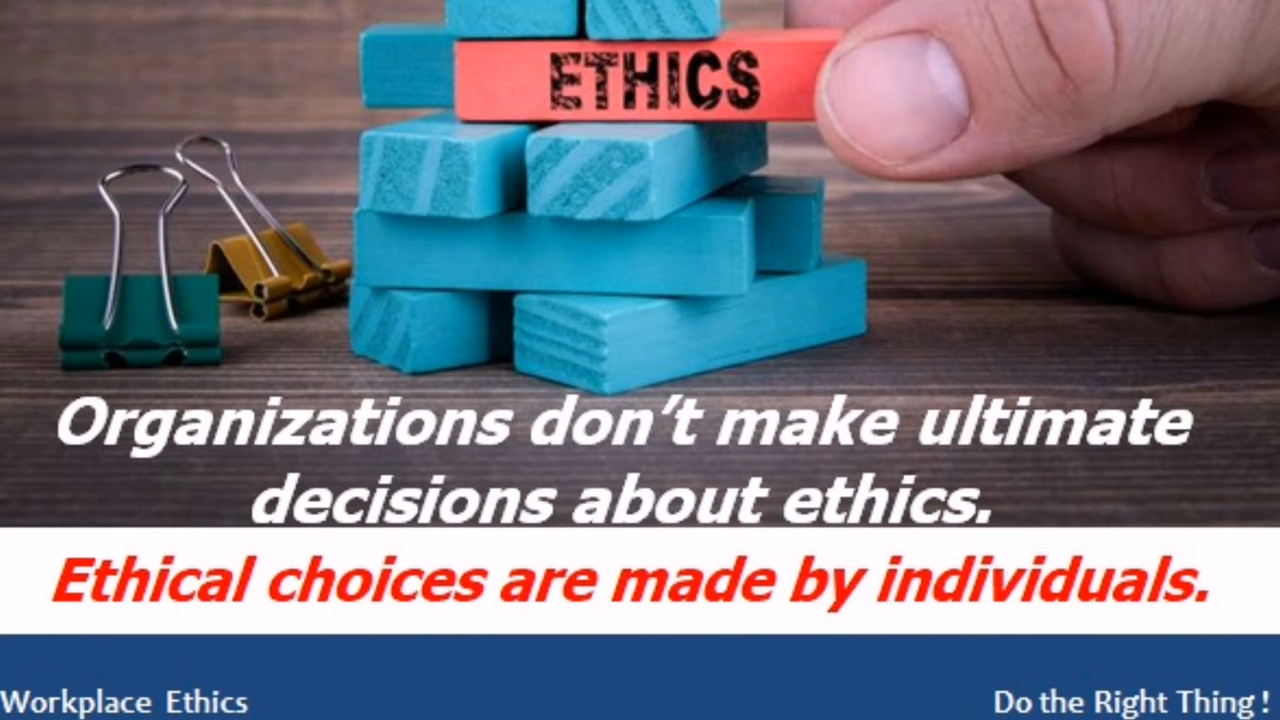 ETHICS
Organizations don’t make ultimate
decisions about ethics.
Ethical choices are made by individuals.
Workplace Ethics
Do the Right Thing !